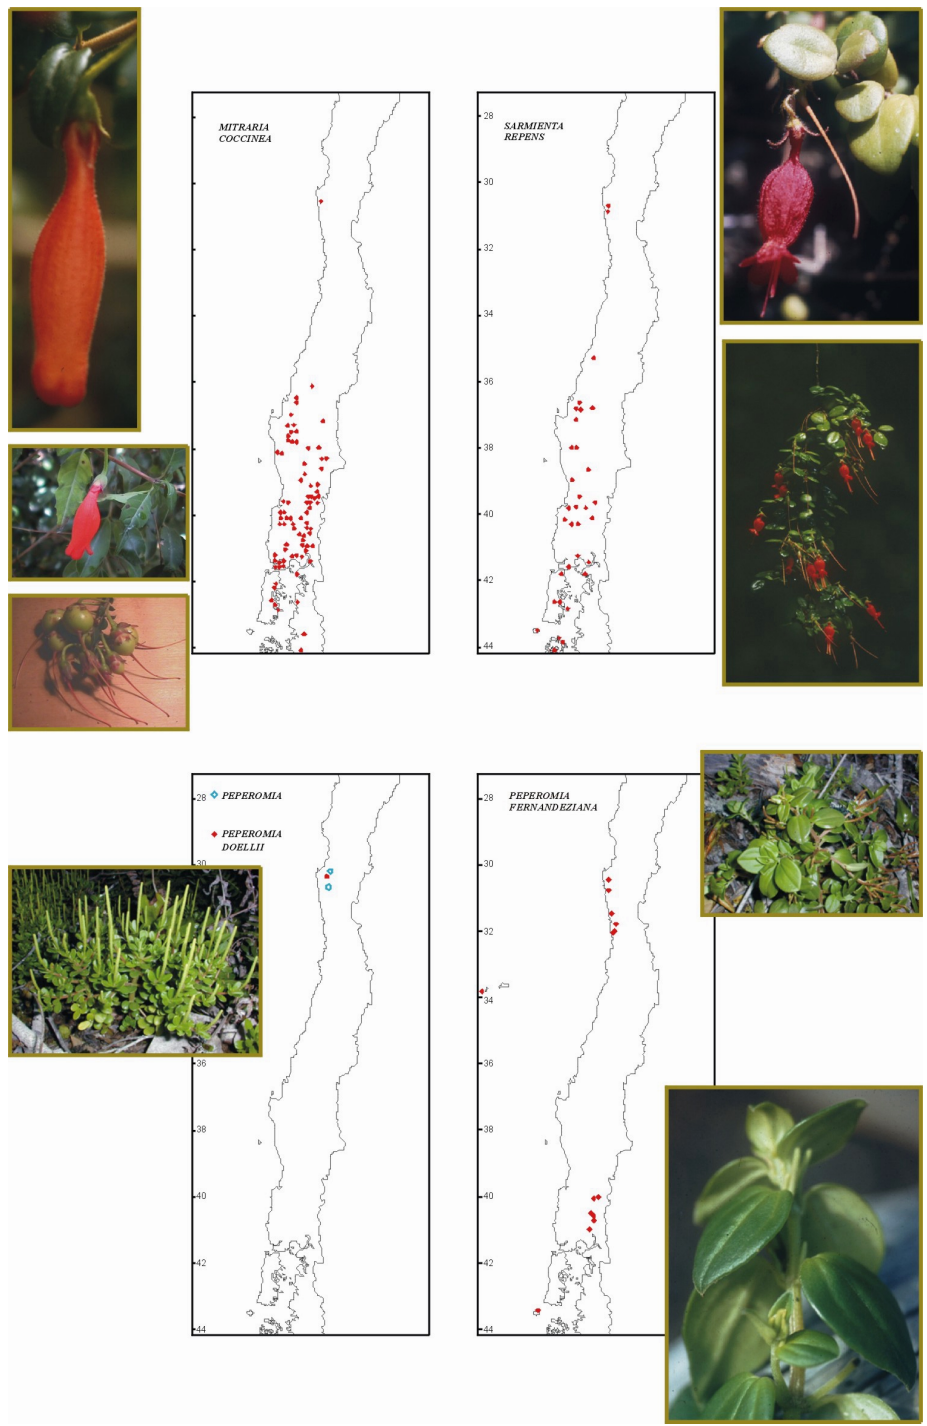 MITRARIA
COCCINEA
SARMIENTA
REPENS
28
30
32
34
36
38
40
42
44
PEPEROMIA
PEPEROMIA
DOELLII
28
30
36
38
40
42
44
PEPEROMIA
FERNANDEZIANA
28
30
32
34
36
38
40
42
44